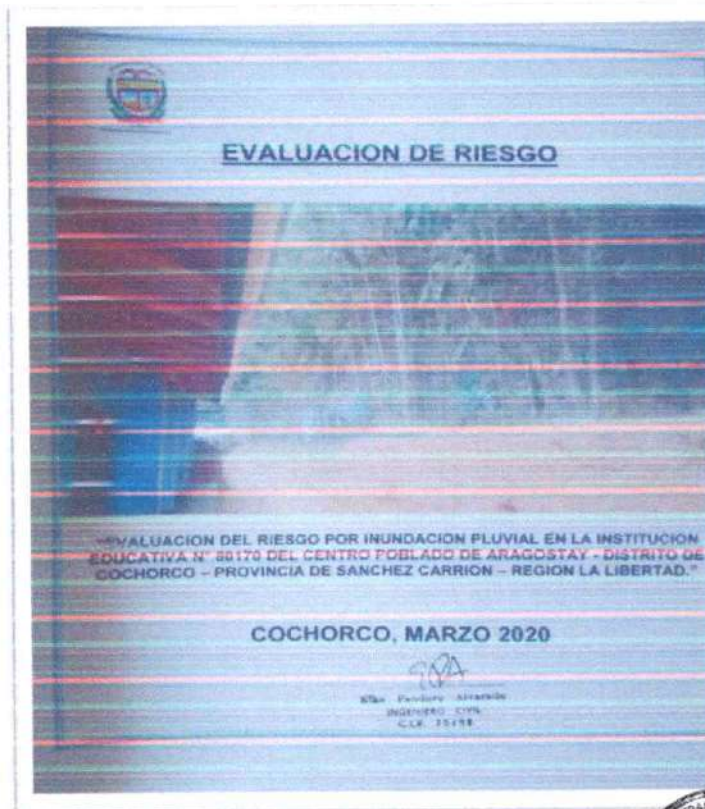 EVALUACION DE RIESGO
"EVALUACION DEL RIESGO POR INUNDACION PLUVIAL EN LA INSTITUCION
EDUCATIVA N° 80170 DEL CENTRO POBLADO DE ARAGOSTAY - DISTRITO DE
COCHORCO – PROVINCIA DE SANCHEZ CARRION – REGION LA LIBERTAD."
COCHORCO, MARZO 2020
Alvarado
INGENIERO CIVIL
C.I.P.